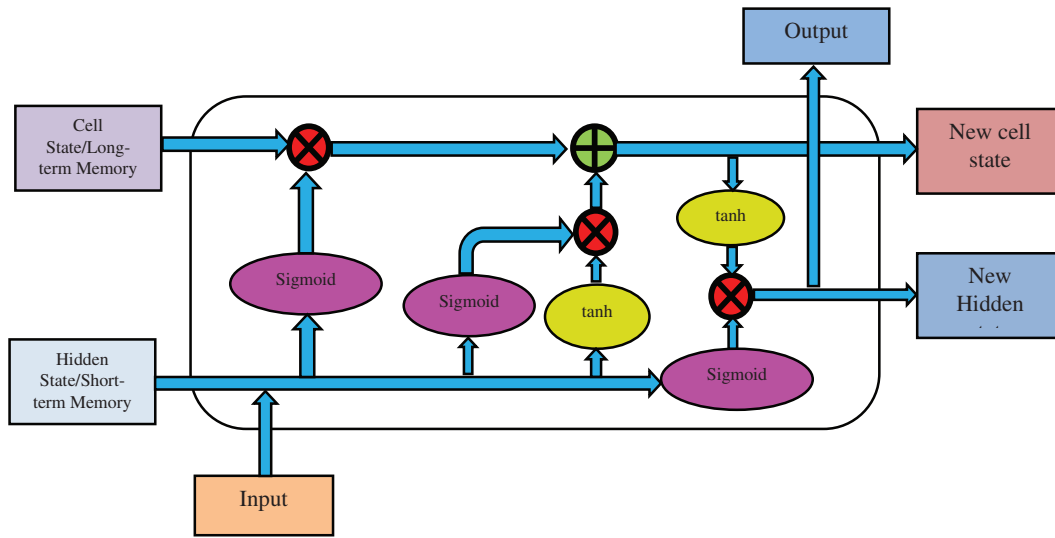 Output
Cell
State/Long-
term Memory
New cell
state
tanh
Sigmoid
Sigmoid
tanh
New
Hidden
Hidden
State/Short-
term Memory
Sigmoid
Input